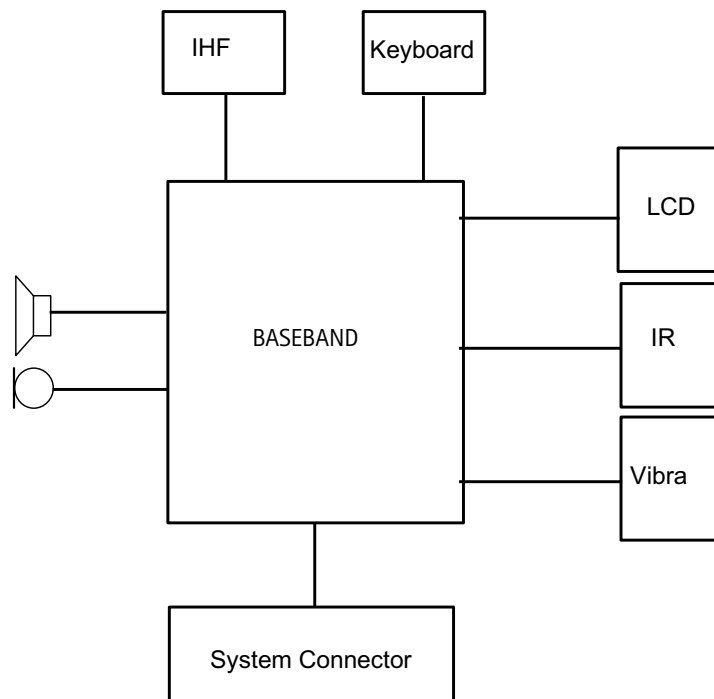 IHF
Keyboard
LCD
BASEBAND
IR
Vibra
System Connector